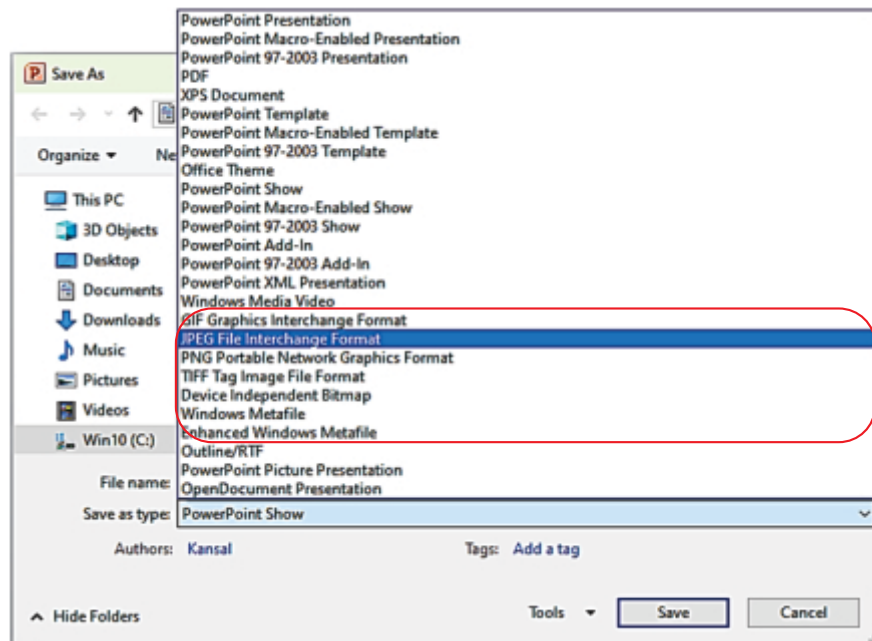 PowerPoint Presentation
PowerPoint Macro-Enabled Presentation
PowerPoint 97-2003 Presentation
PDF
XPS Document
PowerPoint Template
PowerPoint Macro-Enabled Template
PowerPoint 97-2003 Template
Office Theme
PowerPoint Show
PowerPoint Macro-Enabled Show
PowerPoint 97-2003 Show
PowerPoint Add-In
PowerPoint 97-2003 Add-In
PowerPoint XML Presentation
Windows Media Video
GIF Graphics Interchange Format
JPEG File Interchange Format
PNG Portable Network Graphics Format
TIFF Tag Image File Format
Device Independent Bitmap
Windows Metafile
Enhanced Windows Metafile
Outline/RTF
PowerPoint Picture Presentation
OpenDocument Presentation
Save As
Organize
Ne
This PC
3D Objects
Desktop
Documents
Downloads
Music
Pictures
Videos
Win10 (C:)
File name:
Save as type: PowerPoint Show
Authors: Kansal Tags: Add a tag
Hide Folders Tools Save Cancel